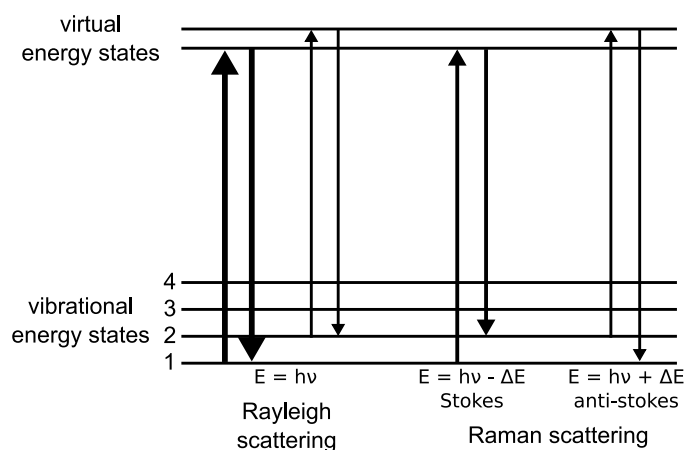 virtual
energy states
4
3
vibrational
energy states
2
1
E = hν
E = hν - ΔE
E = hν + ΔE
Stokes
anti-stokes
Rayleigh
scattering
Raman scattering